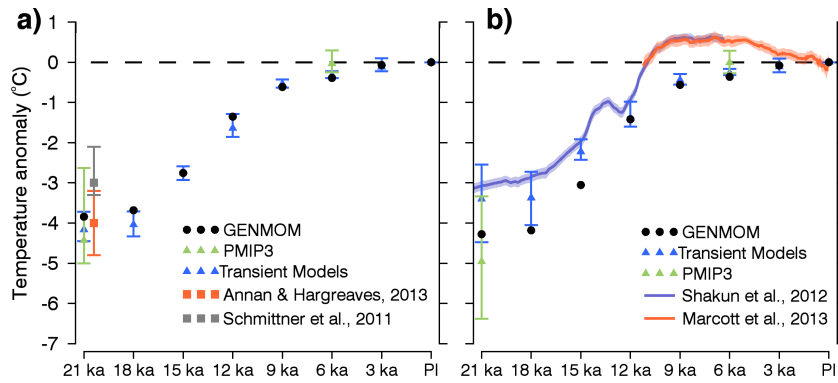 a)
b)
Temperature anomaly (°C)
1
0
-1
-2
-3
-4
-5
-6
-7
GENMOM
PMIP3
Transient Models
Annan & Hargreaves, 2013
Schmittner et al., 2011
21 ka 18 ka 15 ka 12 ka 9 ka 6 ka 3 ka PI
GENMOM
Transient Models
PMIP3
Shakun et al., 2012
Marcott et al., 2013
21 ka 18 ka 15 ka 12 ka 9 ka 6 ka 3 ka PI